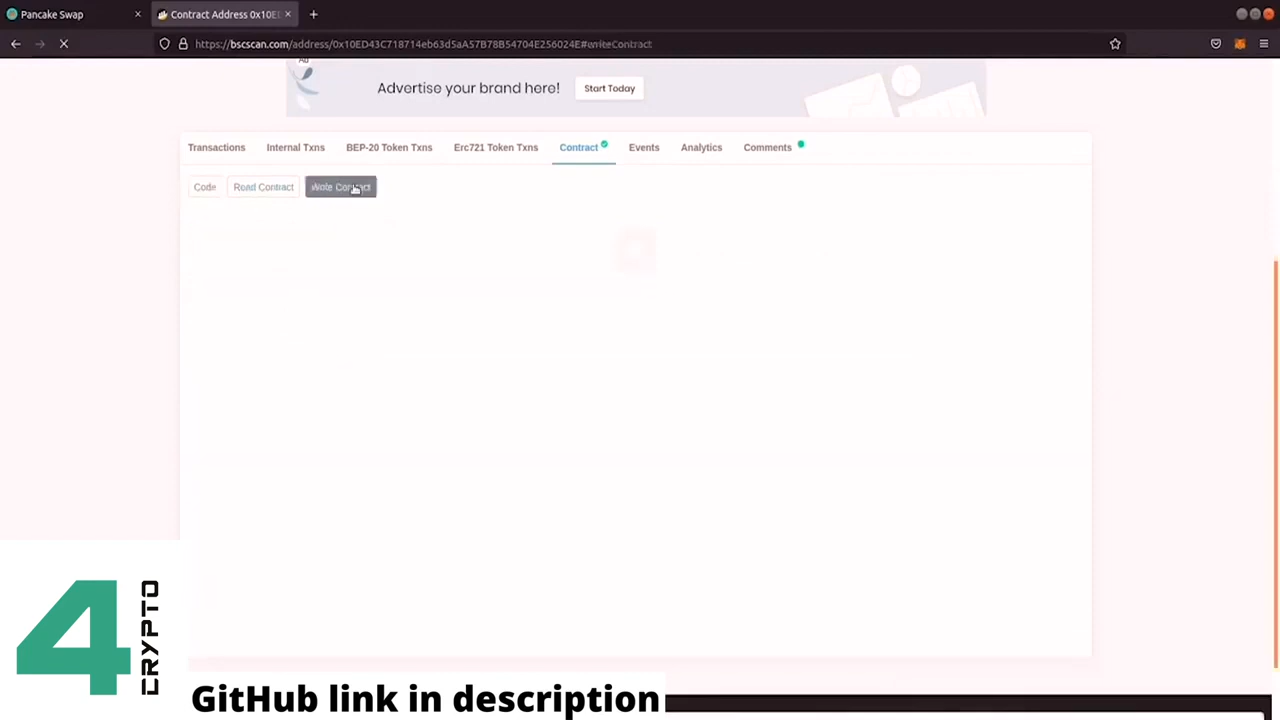 Pancake Swap
Contract Address 0x10ED
https://bscscan.com/address/0x10ED43C718714eb63d5aA57B78B54704E256024E#writeContract
Ad
Advertise your brand here!
Start Today
Transactions
Internal Txns
BEP-20 Token Txns
Erc721 Token Txns
Contract
Events
Analytics
Comments
Code
Read Contract
Write Contract
4 CRYPTO
GitHub link in description